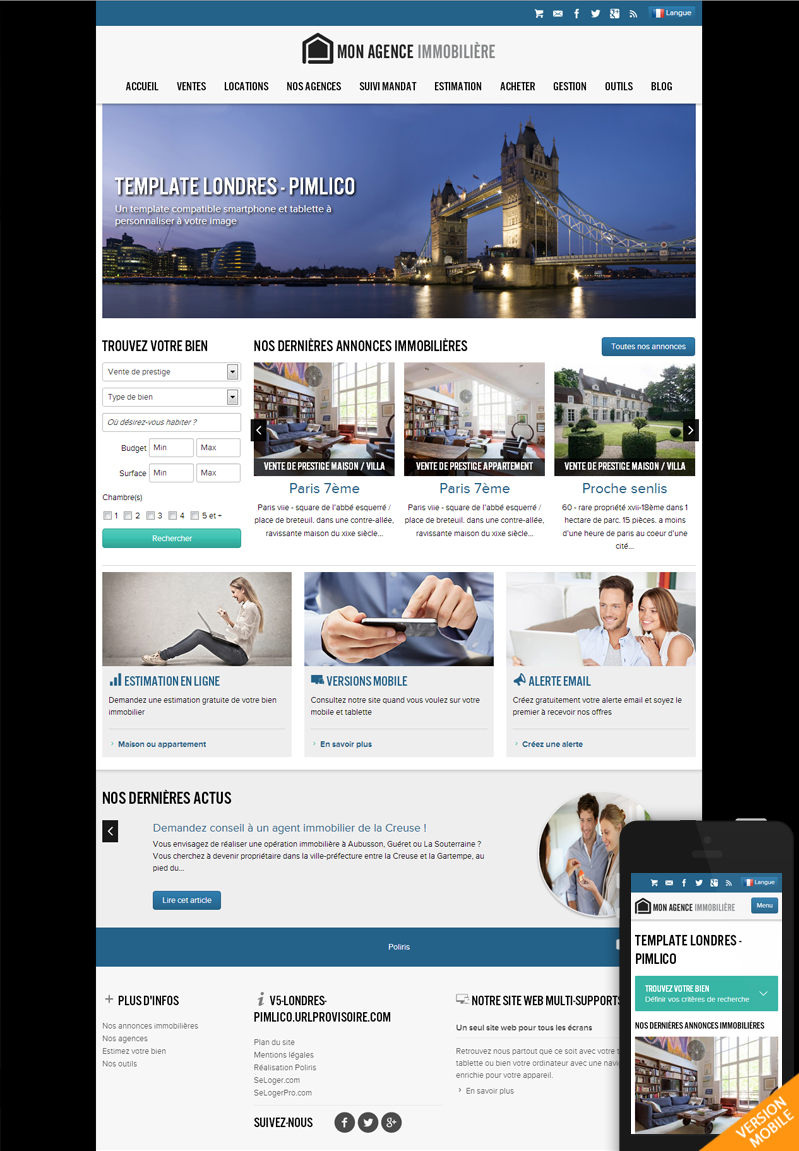 Langue
MON AGENCE IMMOBILIÈRE
ACCUEIL VENTES LOCATIONS NOS AGENCES SUIVI MANDAT ESTIMATION ACHETER GESTION OUTILS BLOG
TEMPLATE LONDRES - PIMLICO
Un template compatible smartphone et tablette à
personnaliser à votre image
TROUVEZ VOTRE BIEN
Vente de prestige
Type de bien
Où désirez-vous habiter ?
Budget Min Max
Surface Min Max
Chambre(s)
1 2 3 4 5 et +
Rechercher
NOS DERNIÈRES ANNONCES IMMOBILIÈRES
Toutes nos annonces
VENTE DE PRESTIGE MAISON / VILLA
Paris 7ème
Paris viie - square de l'abbé esquerré /
place de breteuil. dans une contre-allée,
ravissante maison du xixe siècle...
VENTE DE PRESTIGE APPARTEMENT
Paris 7ème
Paris viie - square de l'abbé esquerré /
place de breteuil. dans une contre-allée,
ravissante maison du xixe siècle...
VENTE DE PRESTIGE MAISON / VILLA
Proche senlis
60 - rare propriété xvii-18ème dans 1
hectare de parc. 15 pièces. a moins
d'une heure de paris au coeur d'une
cité...
ESTIMATION EN LIGNE
Demandez une estimation gratuite de votre bien
immobilier
Maison ou appartement
VERSIONS MOBILE
Consultez notre site quand vous voulez sur votre
mobile et tablette
En savoir plus
ALERTE EMAIL
Créez gratuitement votre alerte email et soyez le
premier à recevoir nos offres
Créez une alerte
NOS DERNIÈRES ACTUS
Demandez conseil à un agent immobilier de la Creuse !
Vous envisagez de réaliser une opération immobilière à Aubusson, Guéret ou La Souterraine ?
Vous cherchez à devenir propriétaire dans la ville-préfecture entre la Creuse et la Gartempe, au
pied du...
Lire cet article
Poliris
PLUS D'INFOS
Nos annonces immobilières
Nos agences
Estimez votre bien
Nos outils
V5-LONDRES-
PIMLICO.URLPROVISOIRE.COM
Plan du site
Mentions légales
Réalisation Poliris
SeLoger.com
SeLogerPro.com
SUIVEZ-NOUS
NOTRE SITE WEB MULTI-SUPPORTS
Un seul site web pour tous les écrans
Retrouvez nous partout que ce soit avec votre
tablette ou bien votre ordinateur avec une
enrichie pour votre appareil.
En savoir plus
Langue
MON AGENCE IMMOBILIÈRE
Menu
TEMPLATE LONDRES -
PIMLICO
TROUVEZ VOTRE BIEN
Définir vos critères de recherche
NOS DERNIÈRES ANNONCES IMMOBILIÈRES
VERSION
MOBILE